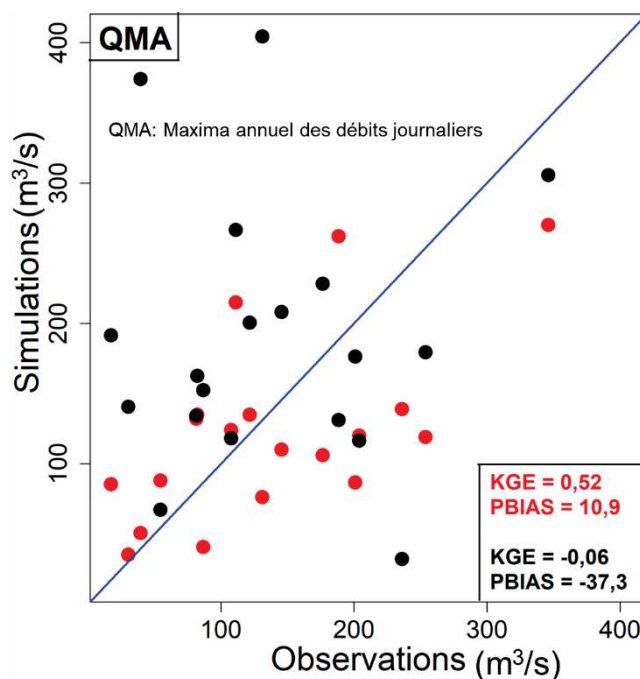 QMA
QMA: Maxima annuel des débits journaliers
Simulations (m³/s)
400
300
200
100
KGE = 0,52
PBIAS = 10,9
KGE = -0,06
PBIAS = -37,3
100 200 300 400
Observations (m³/s)